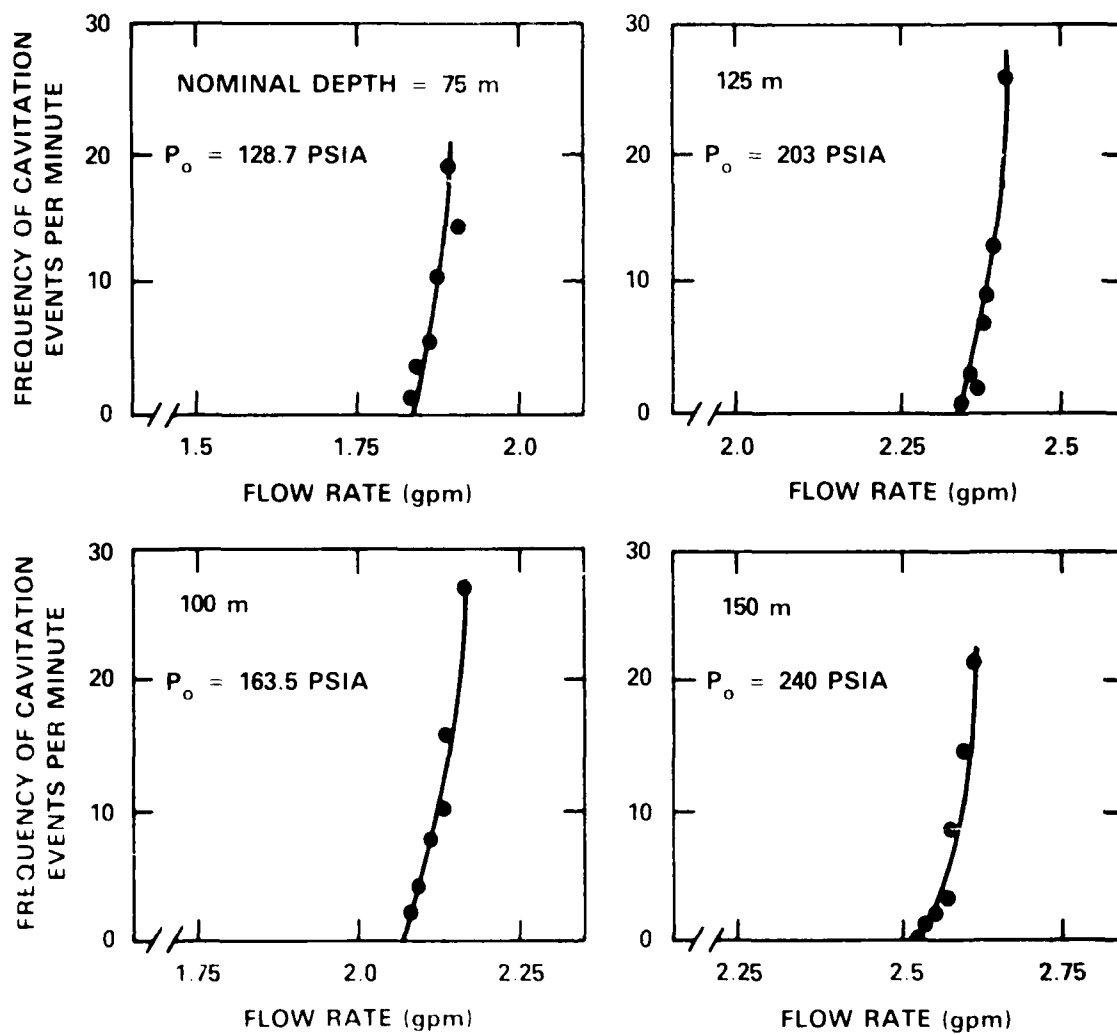 FREQUENCY OF CAVITATION
EVENTS PER MINUTE
30
20
10
0
NOMINAL DEPTH = 75 m
P₀ = 128.7 PSIA
1.5 1.75 2.0
FLOW RATE (gpm)
30
20
10
0
125 m
P₀ = 203 PSIA
2.0 2.25 2.5
FLOW RATE (gpm)
FREQUENCY OF CAVITATION
EVENTS PER MINUTE
30
20
10
0
100 m
P₀ = 163.5 PSIA
1.75 2.0 2.25
FLOW RATE (gpm)
30
20
10
0
150 m
P₀ = 240 PSIA
2.25 2.5 2.75
FLOW RATE (gpm)